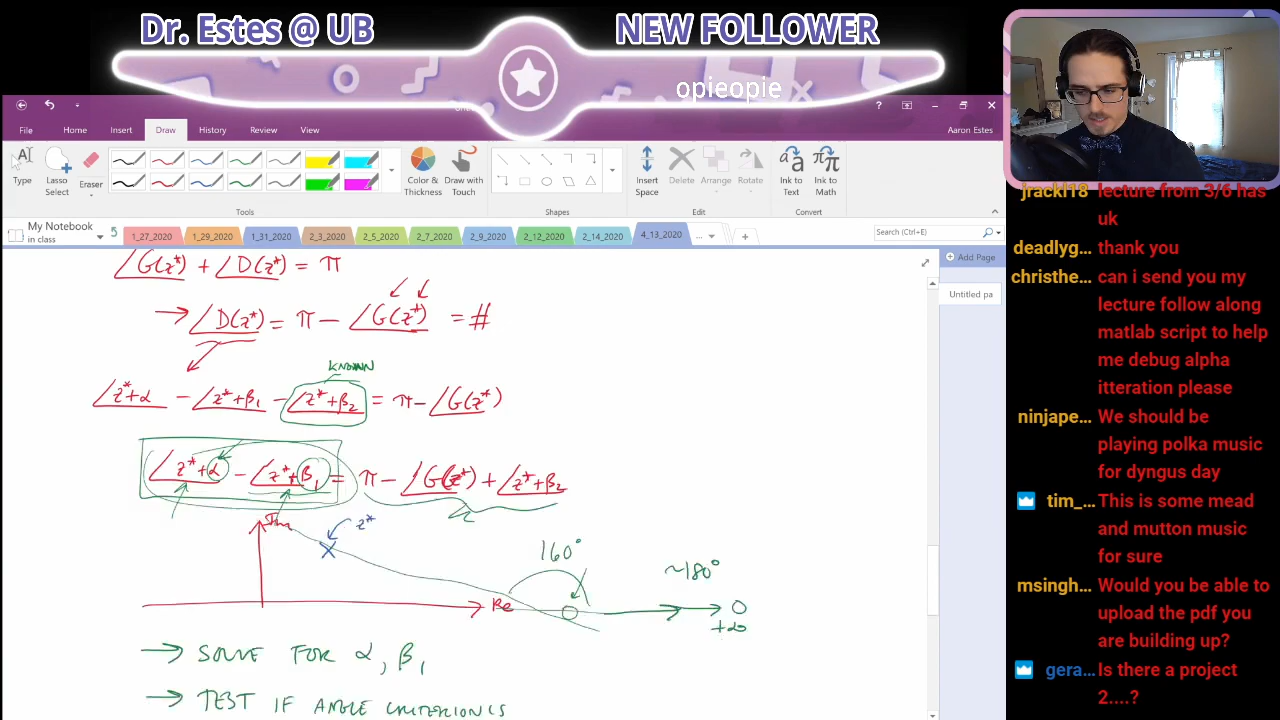 Dr. Estes @ UB
NEW FOLLOWER
opieopie
Aaron Estes
File Home Insert Draw History Review View
Type
Lasso Select
Eraser
Color & Thickness
Draw with Touch
Insert Space
Delete
Arrange
Rotate
Ink to Text
Ink to Math
Tools
Shapes
Edit
Convert
My Notebook
in class
1_27_2020
1_29_2020
1_31_2020
2_3_2020
2_5_2020
2_7_2020
2_9_2020
2_12_2020
2_14_2020
4_13_2020
...
Search (Ctrl+E)
Add Page
Untitled pa
∠G(z*) + ∠D(z*) = π
→ ∠D(z*) = π − ∠G(z*) = #
KNOWN
∠z*+α − ∠z*+β₁ − ∠z*+β₂ = π − ∠G(z*)
∠z*+α − ∠z*+β₁ = π − ∠G(z*) + ∠z*+β₂
Im
z*
160°
~180°
Re
+∞
→ SOLVE FOR α, β₁
→ TEST IF ANGLE CRITERION IS
jrackl18 lecture from 3/6 has
uk
deadlyg... thank you
christhe... can i send you my
lecture follow along
matlab script to help
me debug alpha
itteration please
ninjape... We should be
playing polka music
for dyngus day
tim_... This is some mead
and mutton music
for sure
msingh... Would you be able to
upload the pdf you
are building up?
gera... Is there a project
2....?